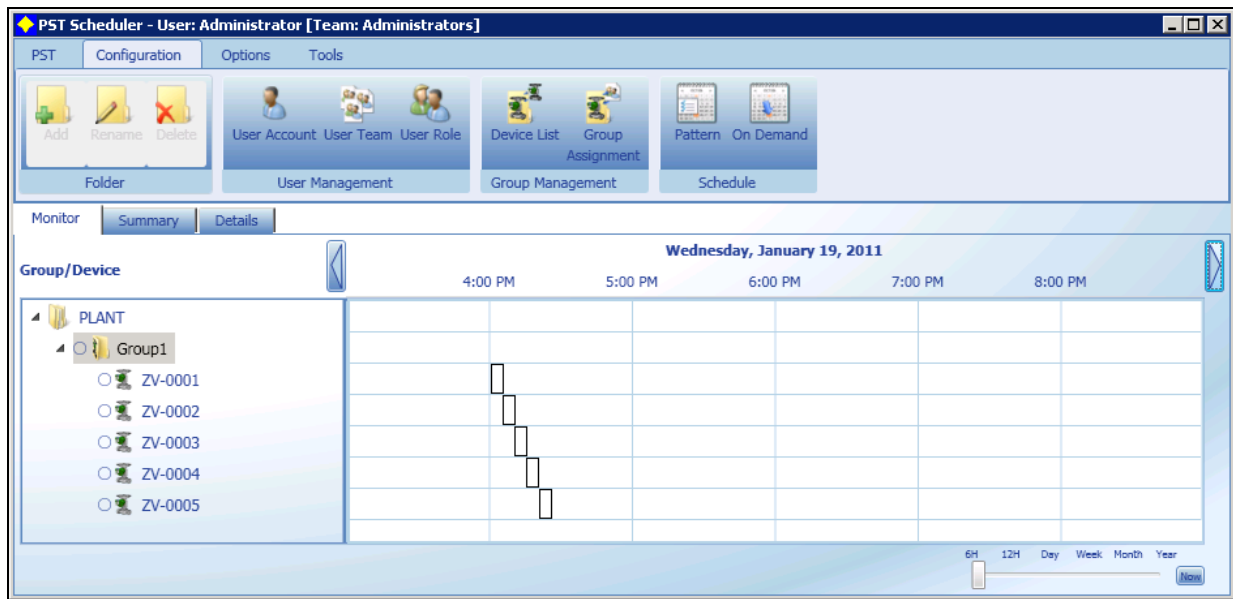 PST Scheduler - User: Administrator [Team: Administrators]
PST Configuration Options Tools
Add Rename Delete User Account User Team User Role Device List Group Assignment Pattern On Demand
Folder User Management Group Management Schedule
Monitor Summary Details
Wednesday, January 19, 2011
Group/Device
4:00 PM 5:00 PM 6:00 PM 7:00 PM 8:00 PM
PLANT
Group1
ZV-0001
ZV-0002
ZV-0003
ZV-0004
ZV-0005
6H 12H Day Week Month Year
Now